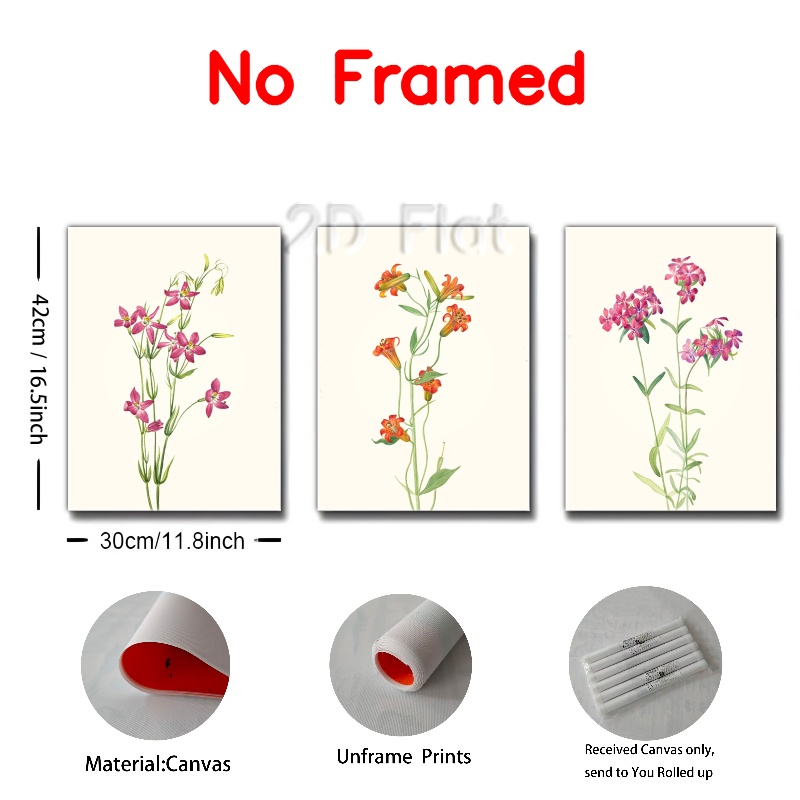 No Framed
2D Flat
42cm / 16.5inch
30cm/11.8inch
Material:Canvas
Unframe Prints
Received Canvas only,
send to You Rolled up